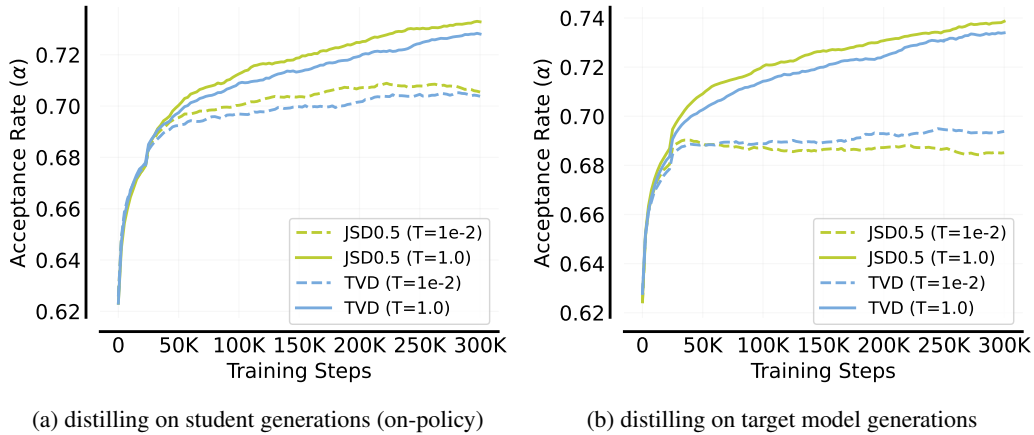 Acceptance Rate (α)
0.72
0.70
0.68
0.66
0.64
0.62
JSD0.5 (T=1e-2)
JSD0.5 (T=1.0)
TVD (T=1e-2)
TVD (T=1.0)
0 50K 100K 150K 200K 250K 300K
Training Steps
(a) distilling on student generations (on-policy)
Acceptance Rate (α)
0.74
0.72
0.70
0.68
0.66
0.64
0.62
JSD0.5 (T=1e-2)
JSD0.5 (T=1.0)
TVD (T=1e-2)
TVD (T=1.0)
0 50K 100K 150K 200K 250K 300K
Training Steps
(b) distilling on target model generations